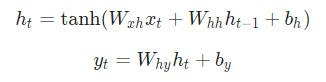 h_t = tanh(W_{xh}x_t + W_{hh}h_{t-1} + b_h)
y_t = W_{hy}h_t + b_y